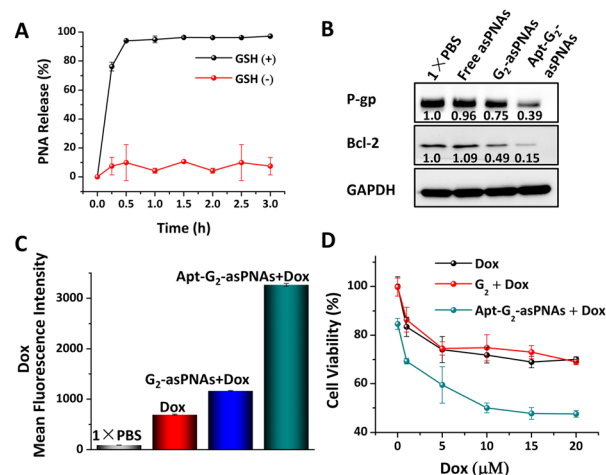 A
PNA Release (%)
100
80
60
40
20
0
GSH (+)
GSH (-)
0.0 0.5 1.0 1.5 2.0 2.5 3.0
Time (h)
B
1×PBS
Free asPNAs
G2-asPNAs
Apt-G2-
asPNAs
P-gp
1.0 0.96 0.75 0.39
Bcl-2
1.0 1.09 0.49 0.15
GAPDH
C
Dox
Mean Fluorescence Intensity
3000
2000
1000
0
Apt-G2-asPNAs+Dox
G2-asPNAs+Dox
Dox
1×PBS
D
Cell Viability (%)
120
100
80
60
40
20
0
Dox
G2 + Dox
Apt-G2-asPNAs + Dox
0 5 10 15 20
Dox (μM)